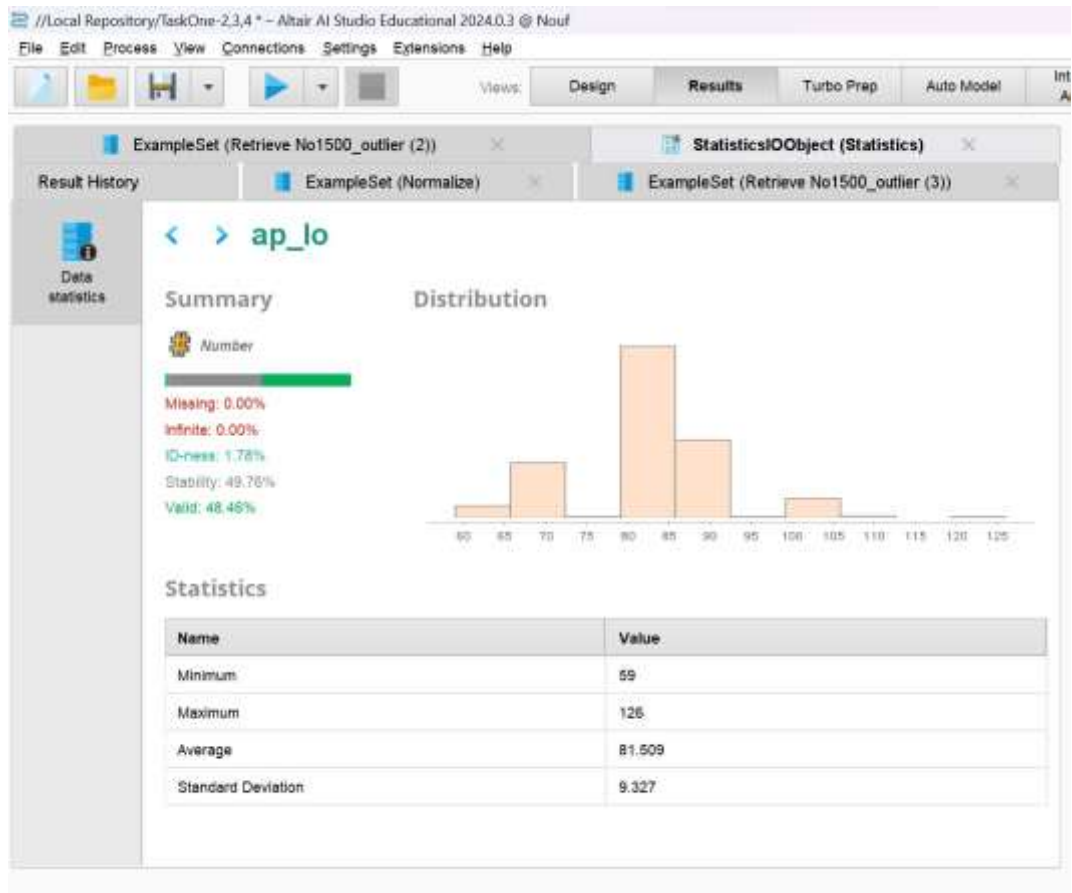 //Local Repository/TaskOne-2,3,4 * – Altair AI Studio Educational 2024.0.3 @ Nouf
File Edit Process View Connections Settings Extensions Help
Views: Design Results Turbo Prep Auto Model Int
A
ExampleSet (Retrieve No1500_outlier (2)) StatisticsIOObject (Statistics)
Result History ExampleSet (Normalize) ExampleSet (Retrieve No1500_outlier (3))
Data
statistics
< > ap_lo
Summary Distribution
Number
Missing: 0.00%
Infinite: 0.00%
ID-ness: 1.78%
Stability: 49.76%
Valid: 48.46%
60 65 70 75 80 85 90 95 100 105 110 115 120 125
Statistics
Name Value
Minimum 59
Maximum 126
Average 81.509
Standard Deviation 9.327